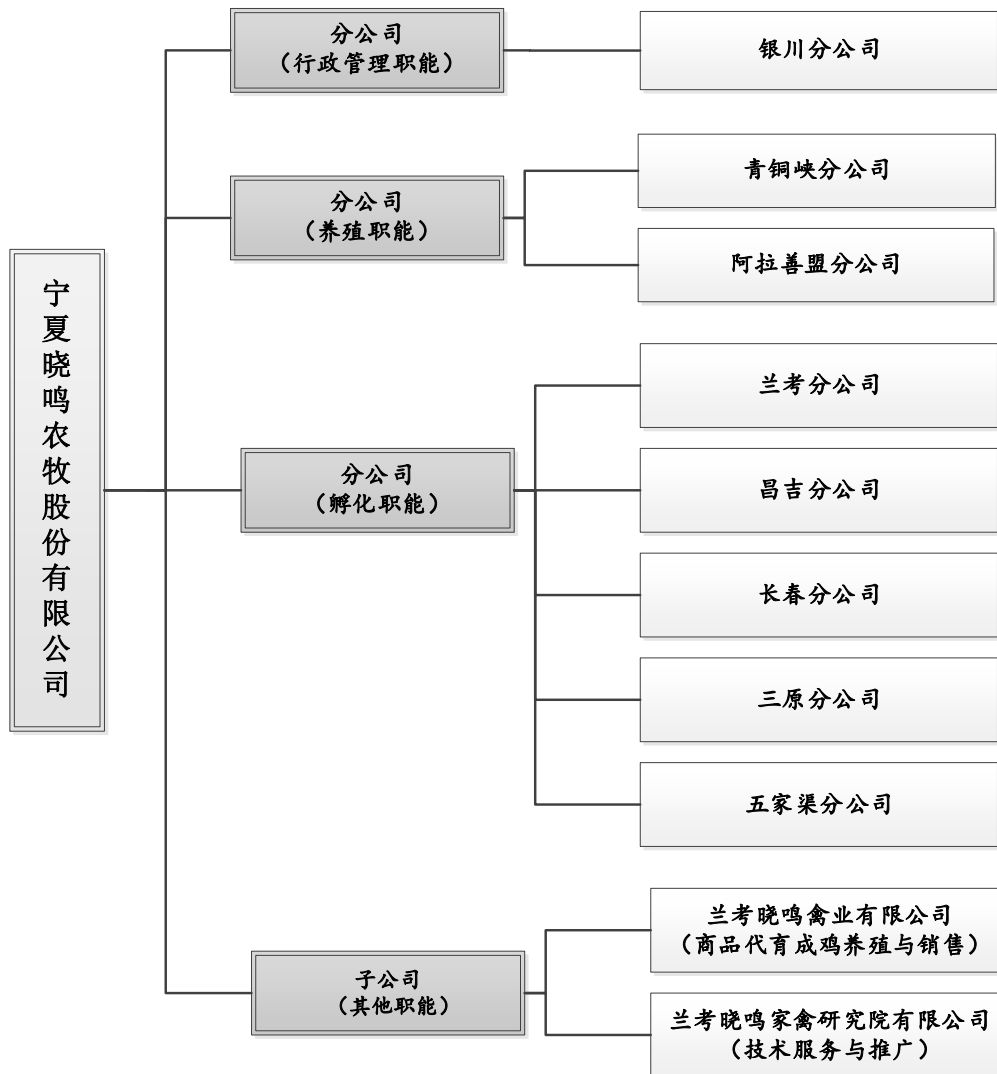 宁夏晓鸣农牧股份有限公司
分公司
（行政管理职能）
银川分公司
分公司
（养殖职能）
青铜峡分公司
阿拉善盟分公司
分公司
（孵化职能）
兰考分公司
昌吉分公司
长春分公司
三原分公司
五家渠分公司
子公司
（其他职能）
兰考晓鸣禽业有限公司
（商品代育成鸡养殖与销售）
兰考晓鸣家禽研究院有限公司
（技术服务与推广）